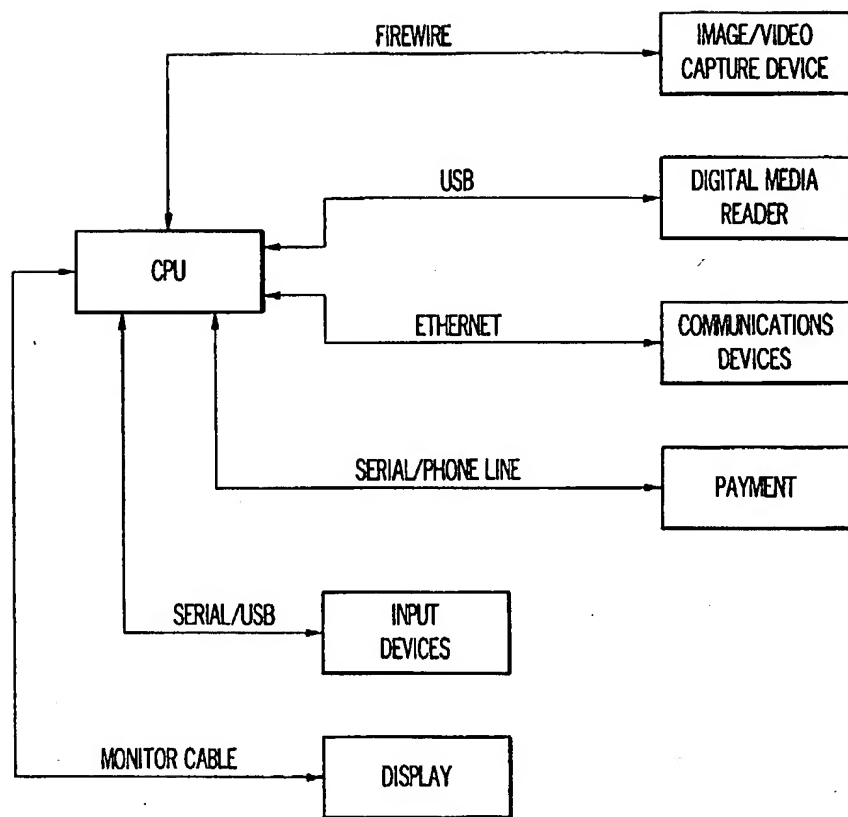 FIREWIRE
IMAGE/VIDEO
CAPTURE DEVICE
USB
DIGITAL MEDIA
READER
CPU
ETHERNET
COMMUNICATIONS
DEVICES
SERIAL/PHONE LINE
PAYMENT
SERIAL/USB
INPUT
DEVICES
MONITOR CABLE
DISPLAY